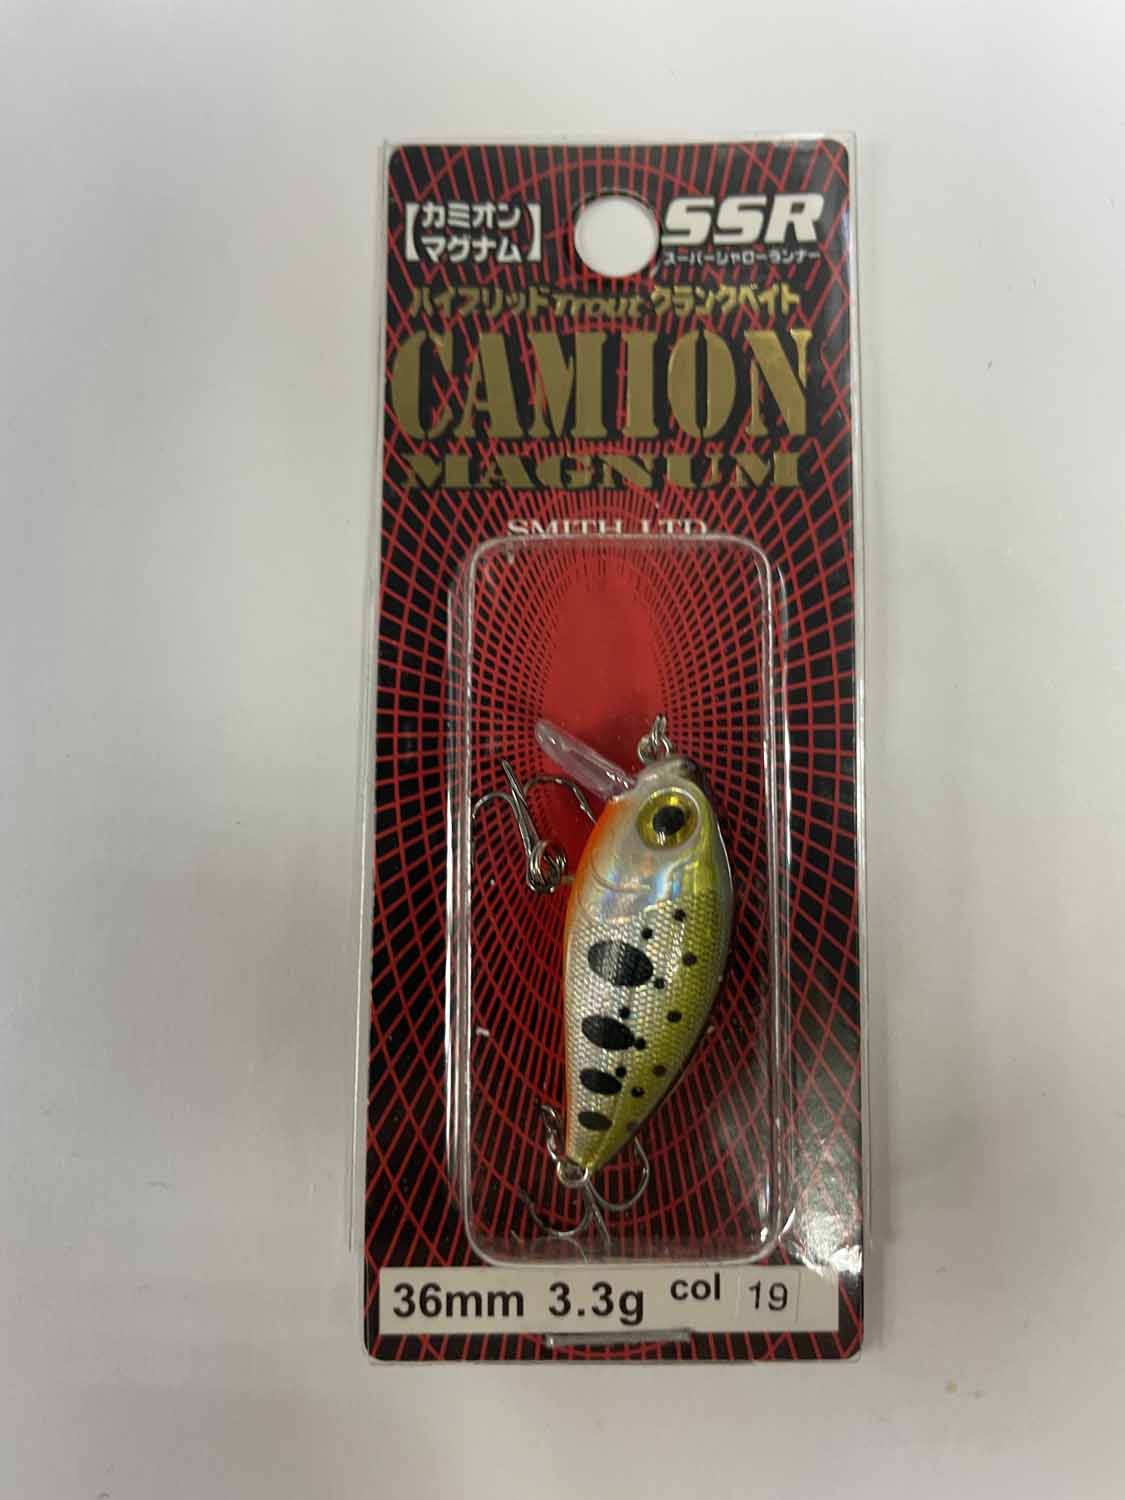 【カミオン
マグナム】
SSR
スーパーシャローランナー
ハイブリッドTroutクランクベイト
CAMION
MAGNUM
SMITH LTD.
36mm 3.3g col 19